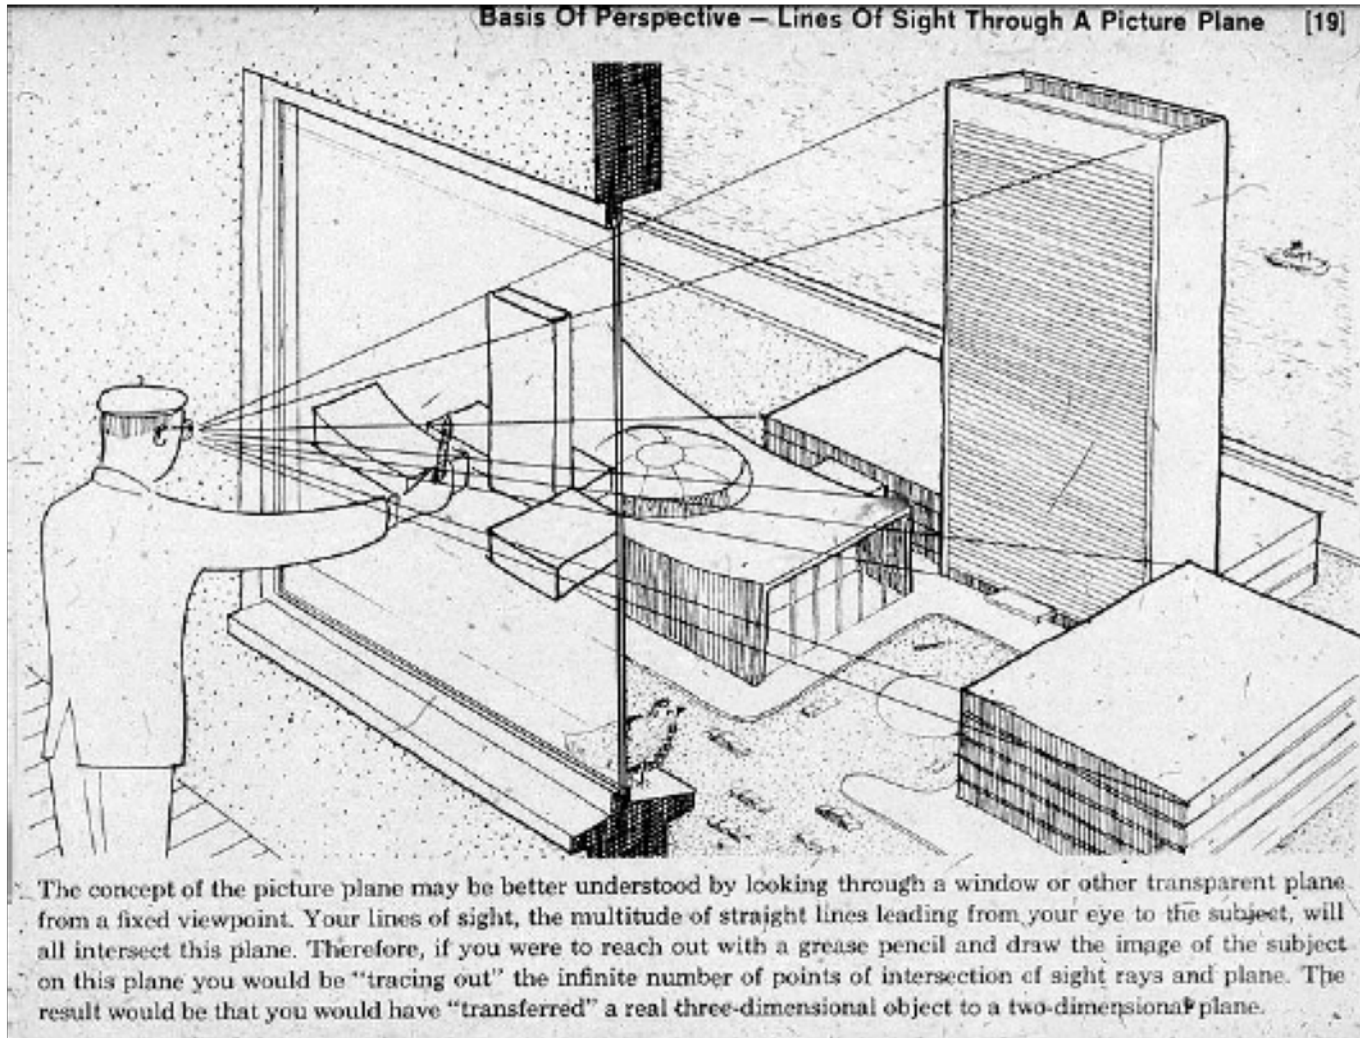 Basis Of Perspective — Lines Of Sight Through A Picture Plane [19]
The concept of the picture plane may be better understood by looking through a window or other transparent plane
from a fixed viewpoint. Your lines of sight, the multitude of straight lines leading from your eye to the subject, will
all intersect this plane. Therefore, if you were to reach out with a grease pencil and draw the image of the subject
on this plane you would be "tracing out" the infinite number of points of intersection of sight rays and plane. The
result would be that you would have "transferred" a real three-dimensional object to a two-dimensional plane.